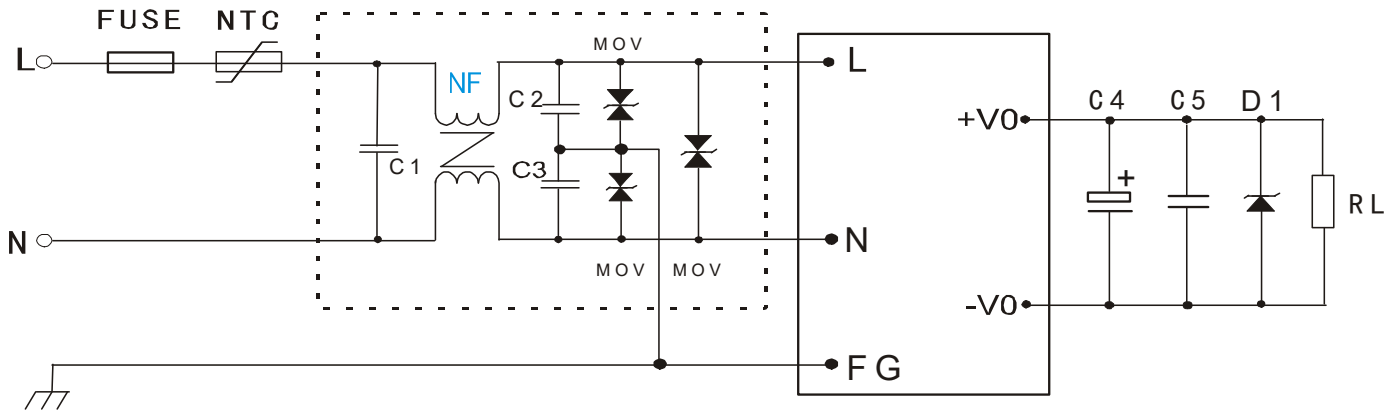 FUSE NTC
L
MOV
L
NF
C2
C4 C5 D1
+V0
C1
C3
RL
N
N
MOV MOV
-V0
FG